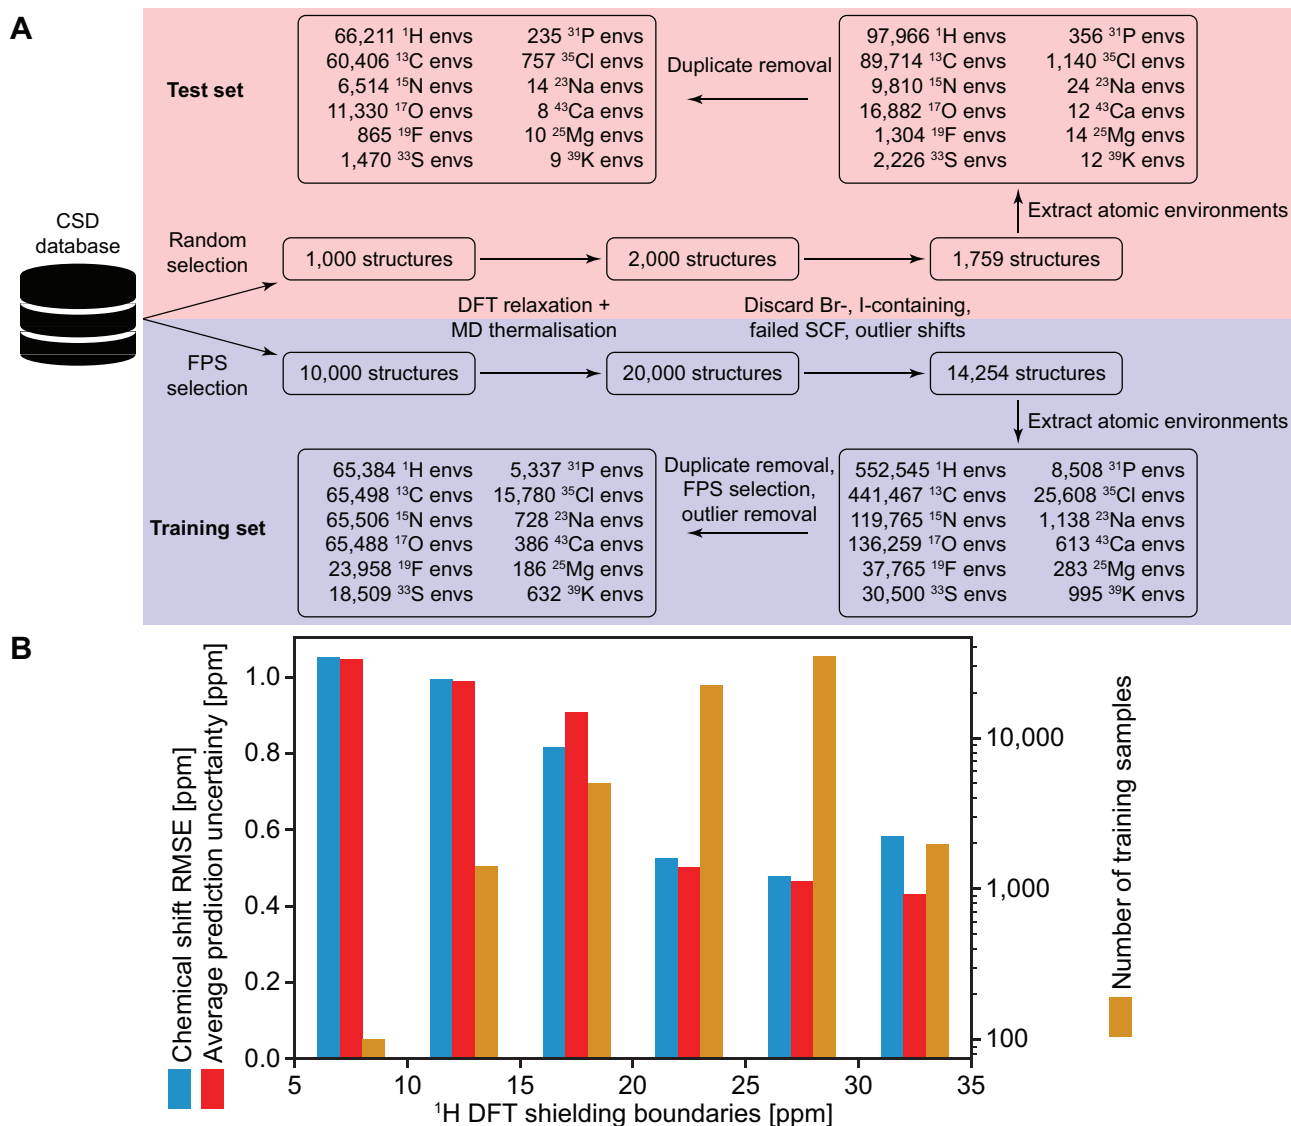 A
Test set
66,211 ¹H envs 235 ³¹P envs
60,406 ¹³C envs 757 ³⁵Cl envs
6,514 ¹⁵N envs 14 ²³Na envs
11,330 ¹⁷O envs 8 ⁴³Ca envs
865 ¹⁹F envs 10 ²⁵Mg envs
1,470 ³³S envs 9 ³⁹K envs
Duplicate removal
97,966 ¹H envs 356 ³¹P envs
89,714 ¹³C envs 1,140 ³⁵Cl envs
9,810 ¹⁵N envs 24 ²³Na envs
16,882 ¹⁷O envs 12 ⁴³Ca envs
1,304 ¹⁹F envs 14 ²⁵Mg envs
2,226 ³³S envs 12 ³⁹K envs
Extract atomic environments
CSD
database
Random
selection
1,000 structures
2,000 structures
1,759 structures
DFT relaxation +
MD thermalisation
Discard Br-, I-containing,
failed SCF, outlier shifts
FPS
selection
10,000 structures
20,000 structures
14,254 structures
Extract atomic environments
Training set
65,384 ¹H envs 5,337 ³¹P envs
65,498 ¹³C envs 15,780 ³⁵Cl envs
65,506 ¹⁵N envs 728 ²³Na envs
65,488 ¹⁷O envs 386 ⁴³Ca envs
23,958 ¹⁹F envs 186 ²⁵Mg envs
18,509 ³³S envs 632 ³⁹K envs
Duplicate removal,
FPS selection,
outlier removal
552,545 ¹H envs 8,508 ³¹P envs
441,467 ¹³C envs 25,608 ³⁵Cl envs
119,765 ¹⁵N envs 1,138 ²³Na envs
136,259 ¹⁷O envs 613 ⁴³Ca envs
37,765 ¹⁹F envs 283 ²⁵Mg envs
30,500 ³³S envs 995 ³⁹K envs
B
Chemical shift RMSE [ppm]
Average prediction uncertainty [ppm]
1.0
0.8
0.6
0.4
0.2
0.0
5 10 15 20 25 30 35
¹H DFT shielding boundaries [ppm]
10,000
1,000
100
Number of training samples